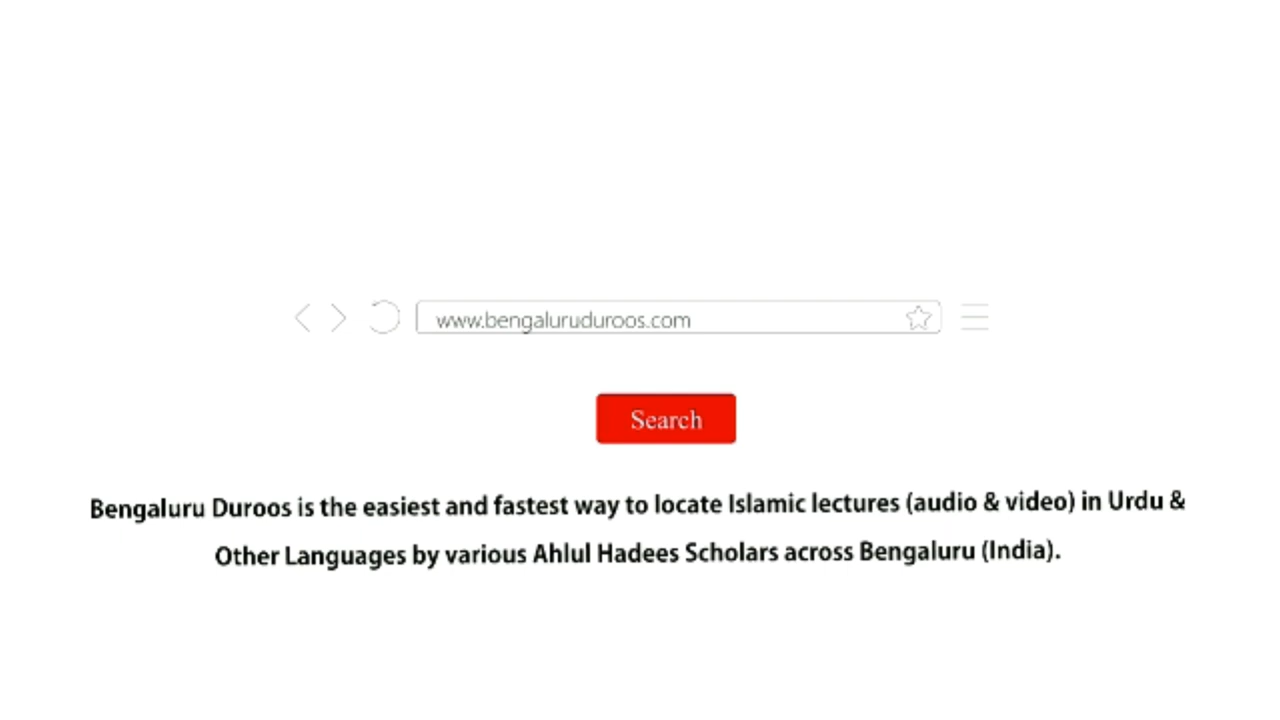 www.bengaluruduroos.com
Search
Bengaluru Duroos is the easiest and fastest way to locate Islamic lectures (audio & video) in Urdu &
Other Languages by various Ahlul Hadees Scholars across Bengaluru (India).